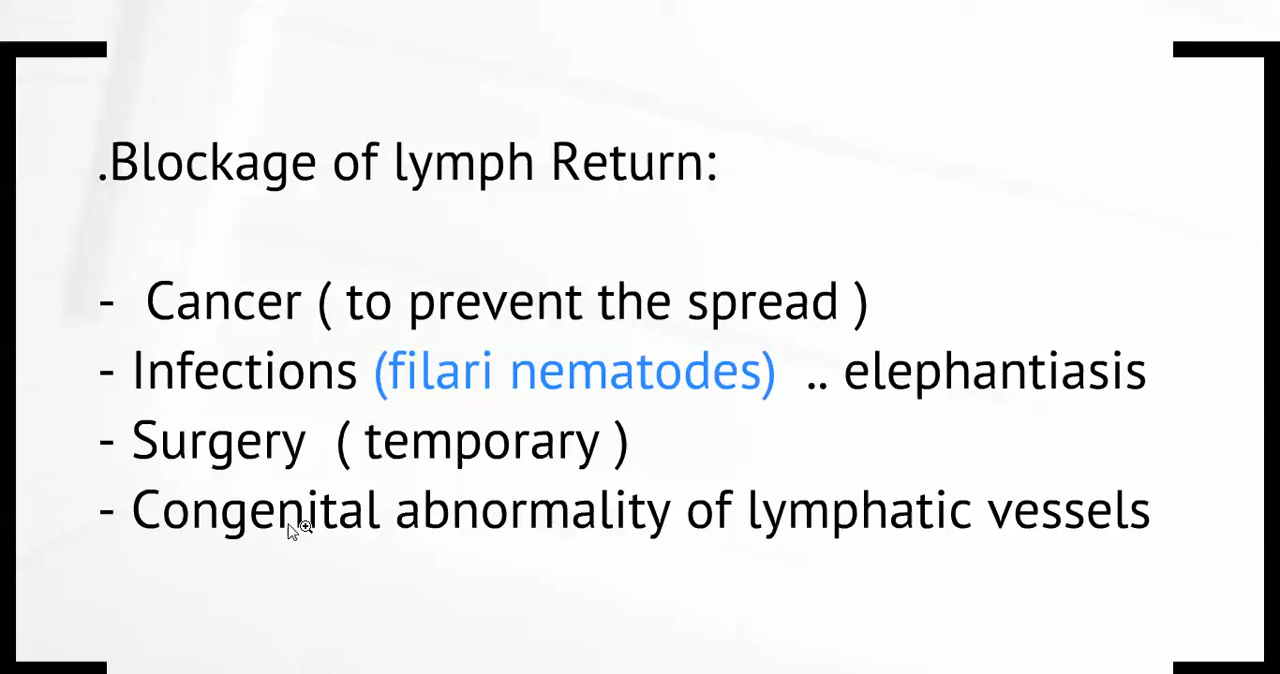 .Blockage of lymph Return:
- Cancer ( to prevent the spread )
- Infections (filari nematodes) .. elephantiasis
- Surgery ( temporary )
- Congenital abnormality of lymphatic vessels